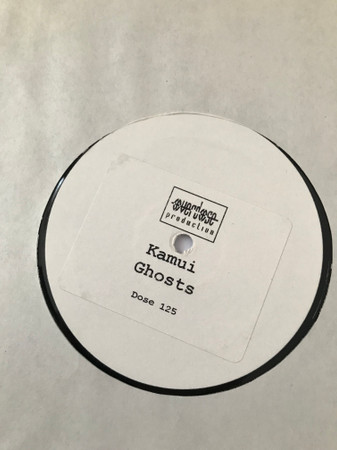 overdose
production
Kamui
Ghosts
Dose 125